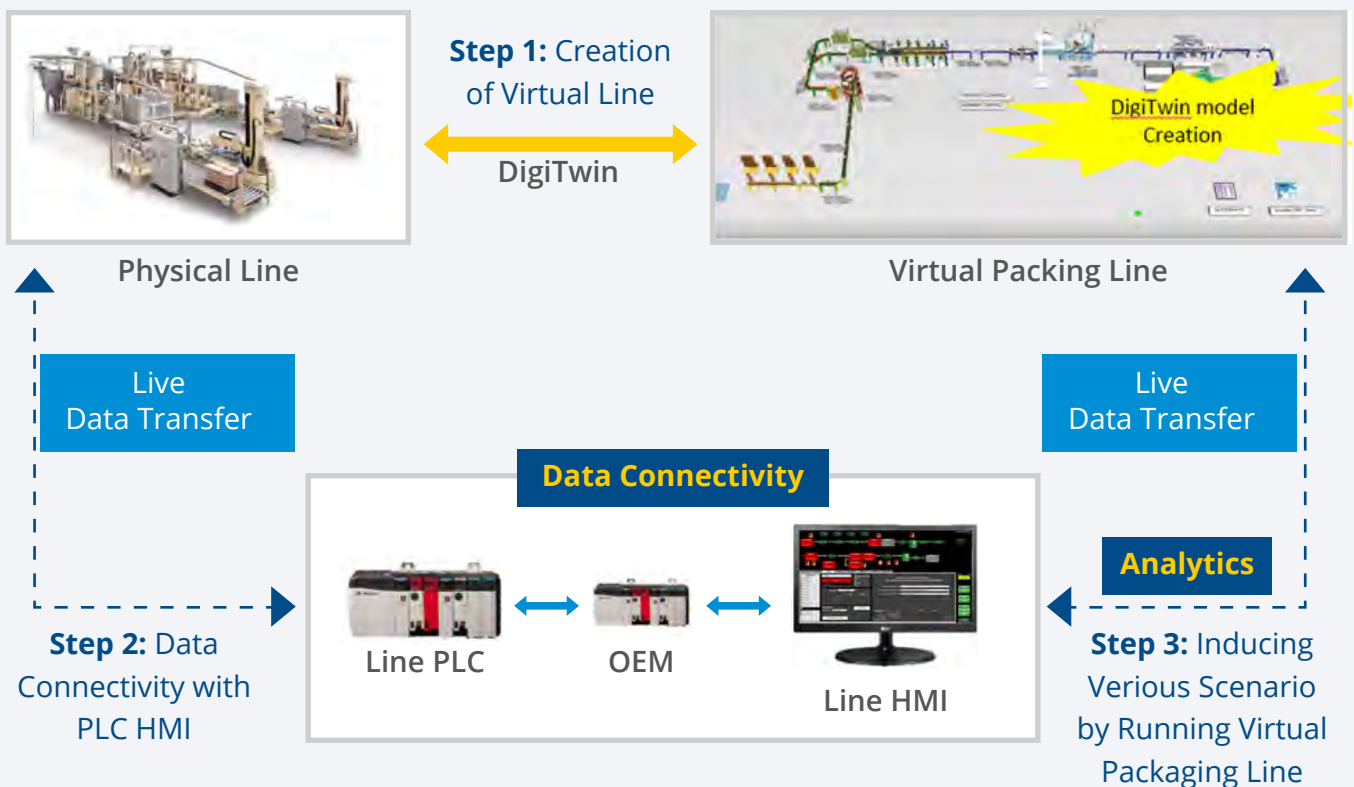 Step 1: Creation
of Virtual Line
DigiTwin
DigiTwin model
Creation
Physical Line
Virtual Packing Line
Live
Data Transfer
Live
Data Transfer
Data Connectivity
Analytics
Line PLC
OEM
Line HMI
Step 2: Data
Connectivity with
PLC HMI
Step 3: Inducing
Verious Scenario
by Running Virtual
Packaging Line